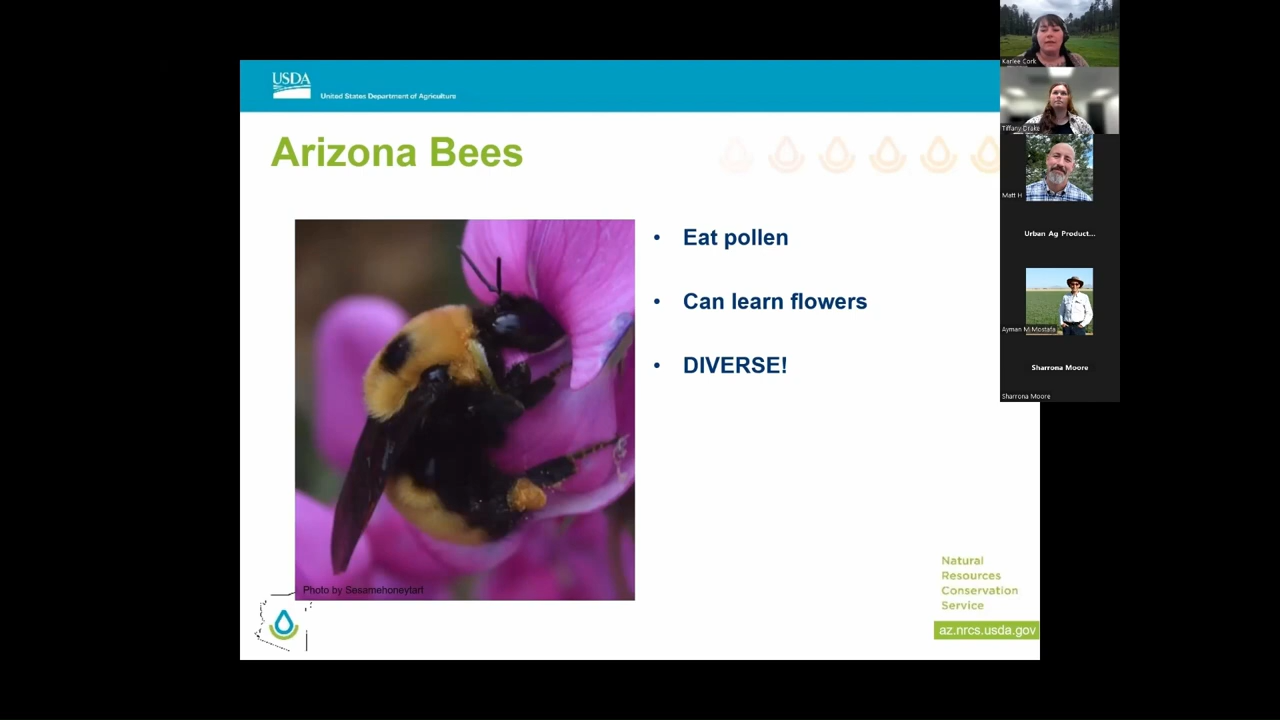 USDA
United States Department of Agriculture
Arizona Bees
• Eat pollen
• Can learn flowers
• DIVERSE!
Photo by Sesamehoneytart
Natural
Resources
Conservation
Service
az.nrcs.usda.gov
Karlee Cork
Tiffany Drake
Matt H
Urban Ag Product...
Ayman M Mostafa
Sharrona Moore
Sharrona Moore